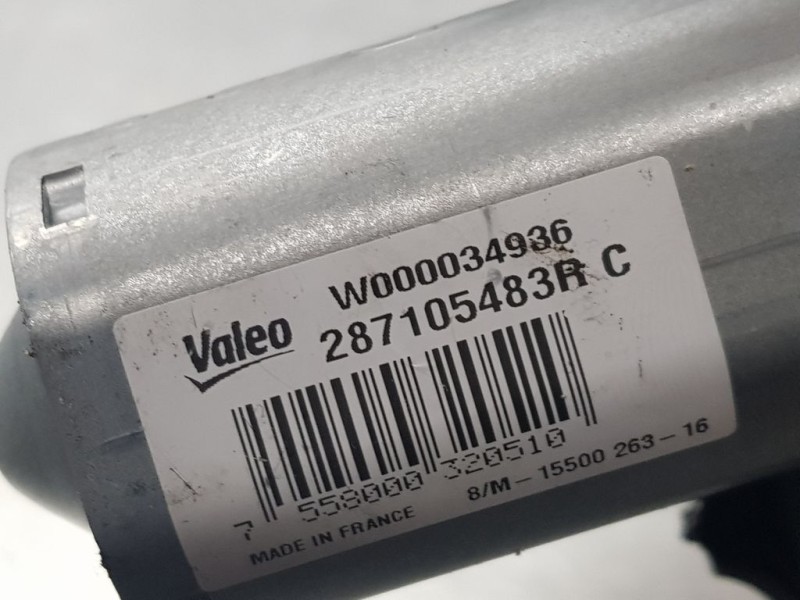 W000034936
Valeo 287105483R C
7 558000 320510
8/M - 15500 263-16
MADE IN FRANCE